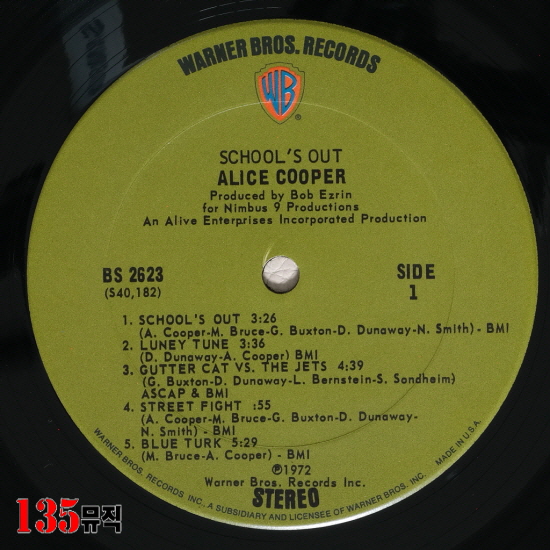 WARNER BROS. RECORDS
WB
®
SCHOOL'S OUT
ALICE COOPER
Produced by Bob Ezrin
for Nimbus 9 Productions
An Alive Enterprises Incorporated Production
BS 2623
(S40,182)
SIDE
1
1. SCHOOL'S OUT 3:26
(A. Cooper-M. Bruce-G. Buxton-D. Dunaway-N. Smith) - BMI
2. LUNEY TUNE 3:36
(D. Dunaway-A. Cooper) BMI
3. GUTTER CAT VS. THE JETS 4:39
(G. Buxton-D. Dunaway-L. Bernstein-S. Sondheim)
ASCAP & BMI
4. STREET FIGHT :55
(A. Cooper-M. Bruce-G. Buxton-D. Dunaway-
N. Smith) - BMI
5. BLUE TURK 5:29
(M. Bruce-A. Cooper) - BMI
℗1972
Warner Bros. Records Inc.
STEREO
WARNER BROS. RECORDS INC., A SUBSIDIARY AND LICENSEE OF WARNER BROS. INC. MADE IN U.S.A.
135뮤직